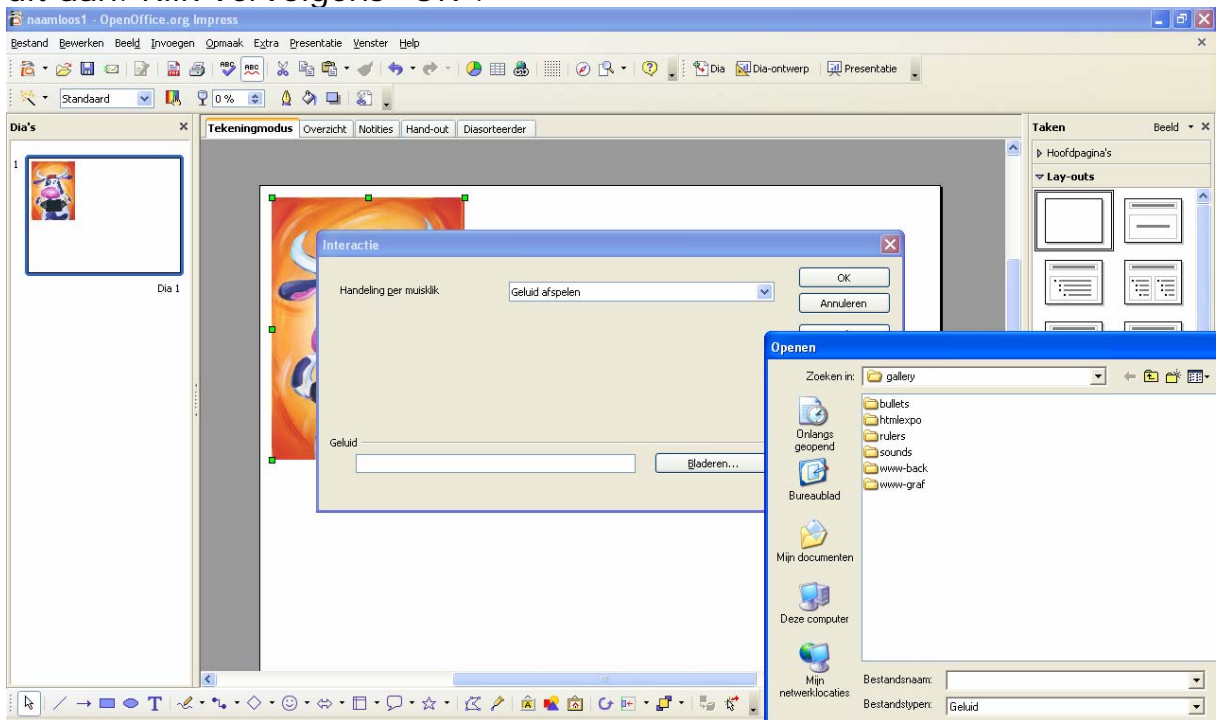 naamloos1 - OpenOffice.org Impress
Bestand Bewerken Beeld Invoegen Opmaak Extra Presentatie Venster Help
Dia Dia-ontwerp Presentatie
Standaard 0 %
Dia's
Tekeningmodus Overzicht Notities Hand-out Diasorteerder
Taken Beeld
Hoofdpagina's
Lay-outs
1
Dia 1
Interactie
Handeling per muisklik Geluid afspelen
OK
Annuleren
Geluid
Bladeren...
Openen
Zoeken in: gallery
bullets
htmlexpo
rulers
sounds
www-back
www-graf
Onlangs
geopend
Bureaublad
Mijn documenten
Deze computer
Mijn
netwerklocaties
Bestandsnaam:
Bestandstypen: Geluid